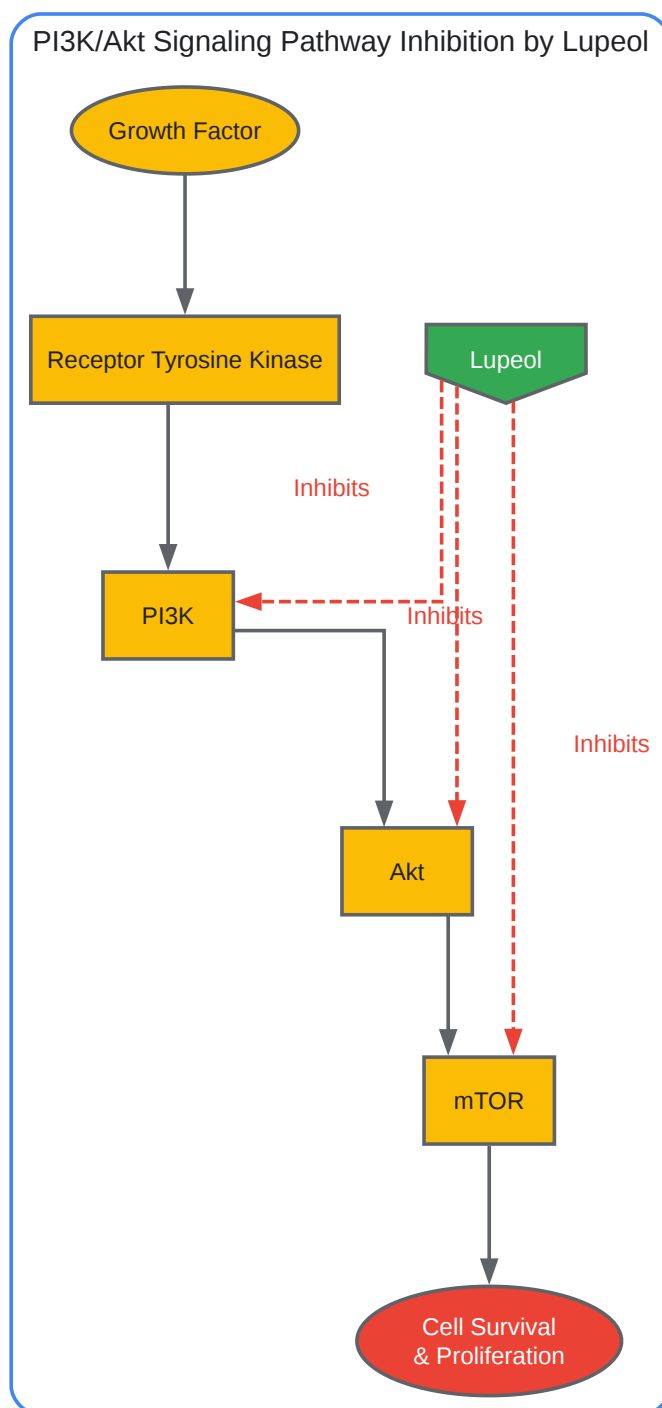 PI3K/Akt Signaling Pathway Inhibition by Lupeol
Growth Factor
Receptor Tyrosine Kinase
Lupeol
Inhibits
PI3K
Inhibits
Inhibits
Akt
mTOR
Cell Survival
& Proliferation